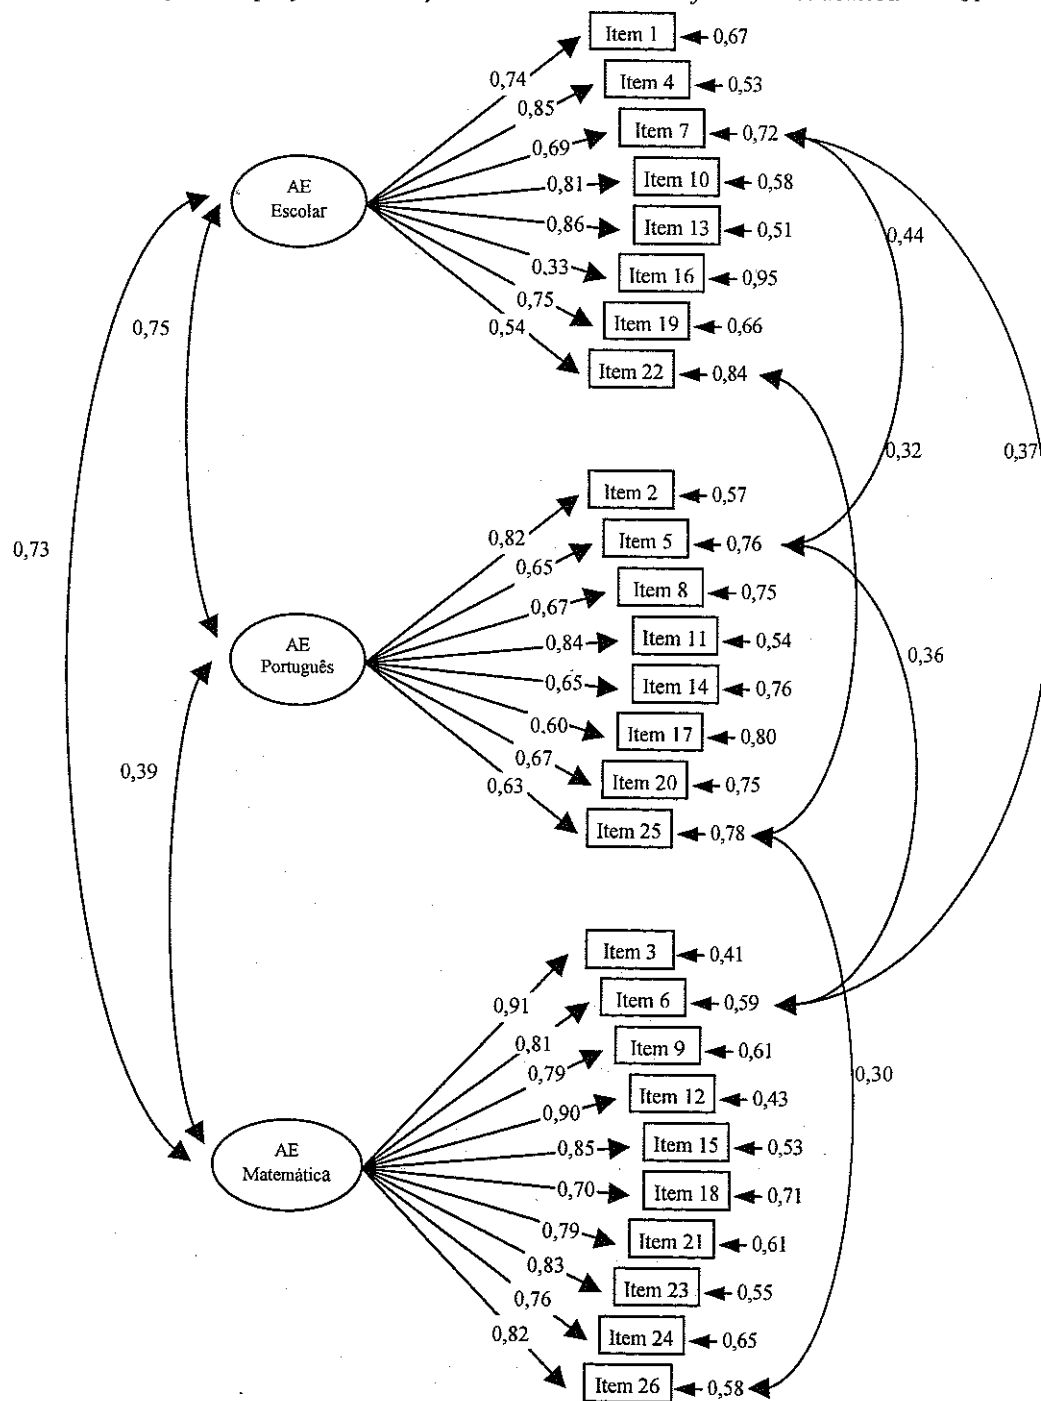 Item 1 0,67
0,74
Item 4 0,53
0,85
Item 7 0,72
0,69
Item 10 0,58
0,81
AE
Escolar
Item 13 0,51
0,86
0,44
0,33
Item 16 0,95
0,75
Item 19 0,66
0,54
0,75
Item 22 0,84
0,32
0,37
Item 2 0,57
0,82
Item 5 0,76
0,65
0,73
Item 8 0,75
0,67
Item 11 0,54
0,84
AE
Português
0,36
Item 14 0,76
0,65
0,60
Item 17 0,80
0,67
0,39
Item 20 0,75
0,63
Item 25 0,78
Item 3 0,41
0,91
Item 6 0,59
0,81
Item 9 0,61
0,79
0,30
Item 12 0,43
0,90
Item 15 0,53
0,85
AE
Matemática
0,70
Item 18 0,71
0,79
Item 21 0,61
0,83
Item 23 0,55
0,76
Item 24 0,65
0,82
Item 26 0,58